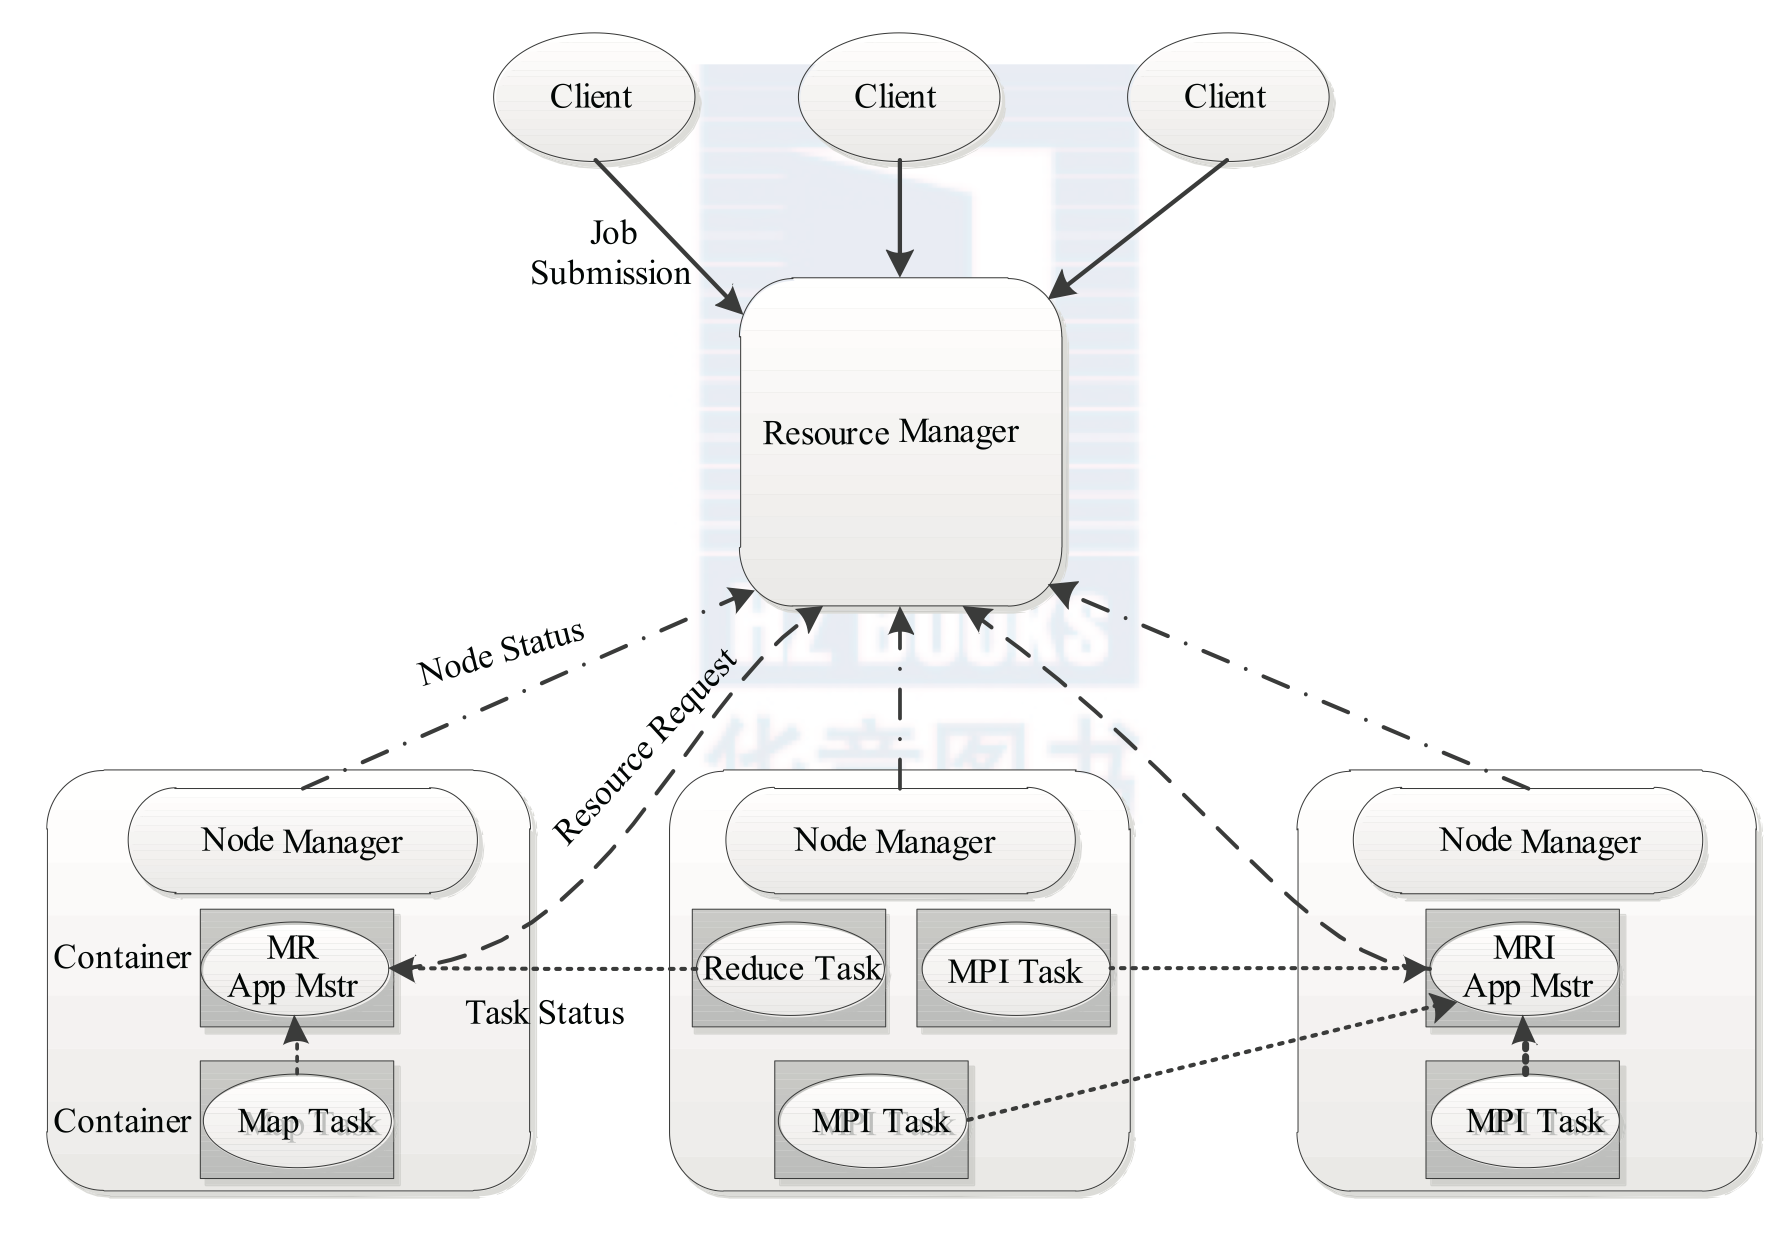 Client
Client
Client
Job
Submission
Resource Manager
HZ BOOKS
华章图书
Node Status
Resource Request
Node Manager
Node Manager
Node Manager
Container
MR
App Mstr
Reduce Task
MPI Task
MRI
App Mstr
Task Status
Container
Map Task
MPI Task
MPI Task